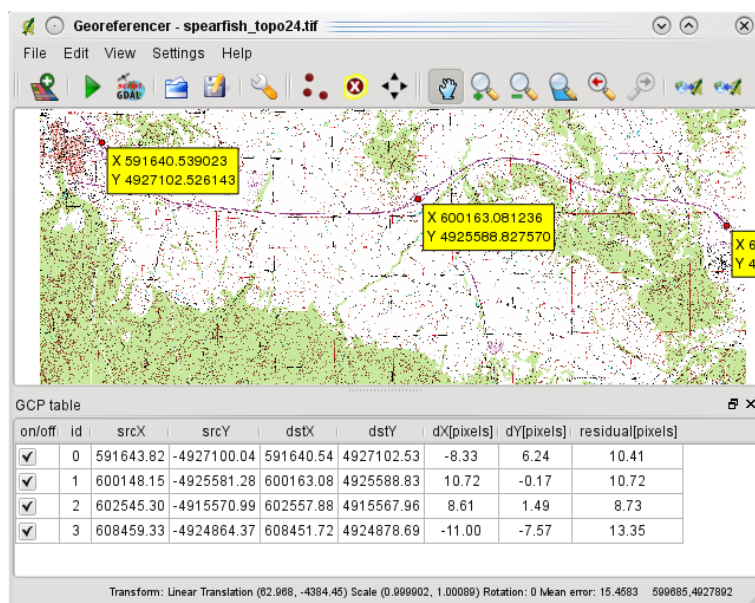 Georeferencer - spearfish_topo24.tif
File Edit View Settings Help
script
GDAL
X 591640.539023
Y 4927102.526143
X 600163.081236
Y 4925588.827570
X 6
Y 4
GCP table
on/off id srcX srcY dstX dstY dX[pixels] dY[pixels] residual[pixels]
0 591643.82 -4927100.04 591640.54 4927102.53 -8.33 6.24 10.41
1 600148.15 -4925581.28 600163.08 4925588.83 10.72 -0.17 10.72
2 602545.30 -4915570.99 602557.88 4915567.96 8.61 1.49 8.73
3 608459.33 -4924864.37 608451.72 4924878.69 -11.00 -7.57 13.35
Transform: Linear Translation (62.968, -4384.45) Scale (0.999902, 1.00089) Rotation: 0 Mean error: 15.4583 599685,4927892